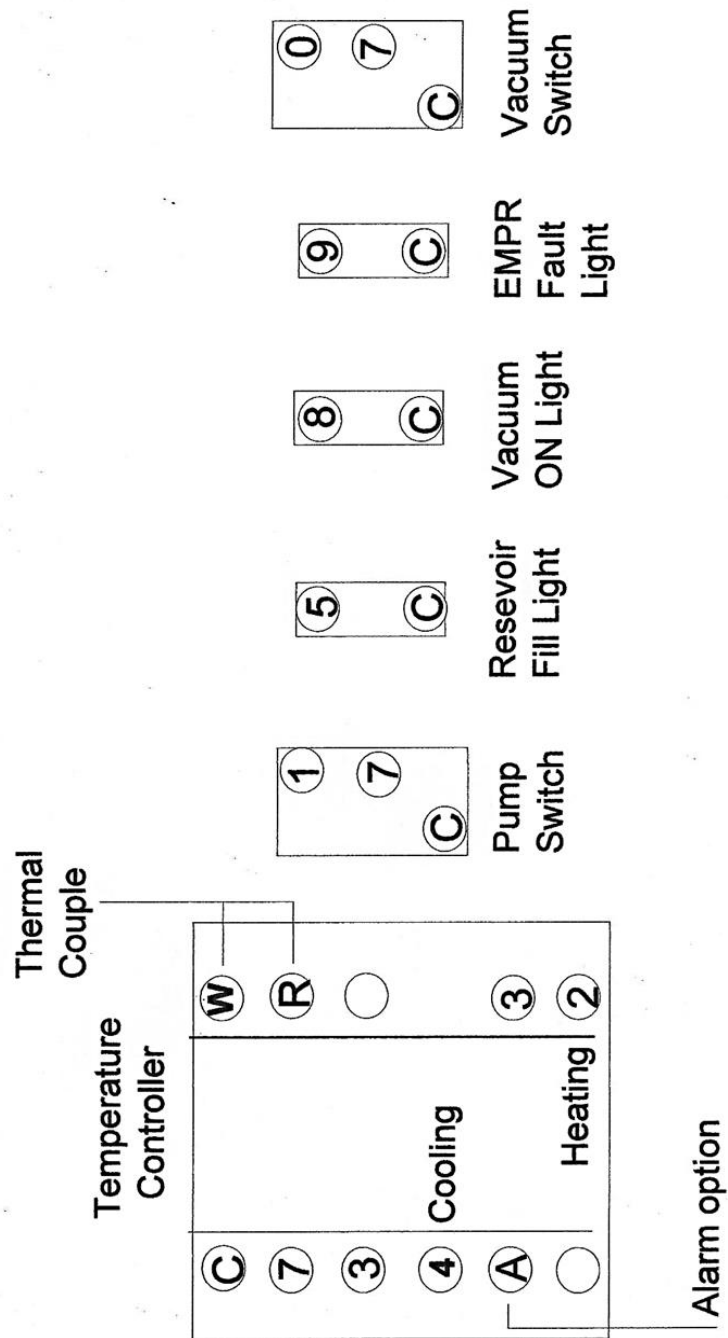 Thermal
Couple
Temperature
Controller
C
7
3
4
A
Cooling
Heating
W
R
3
2
Alarm option
1
7
C
Pump
Switch
5
C
Resevoir
Fill Light
8
C
Vacuum
ON Light
9
C
EMPR
Fault
Light
0
7
C
Vacuum
Switch